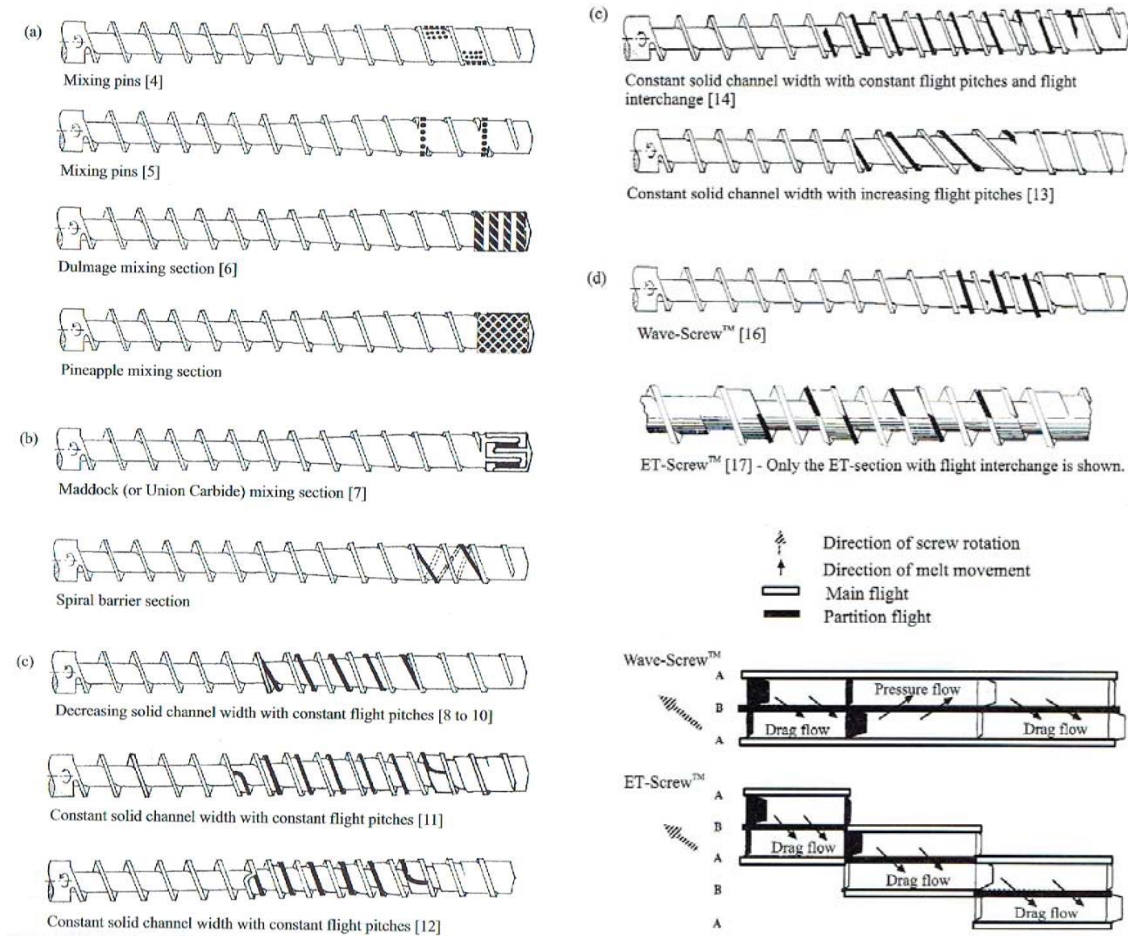 (a)
Mixing pins [4]
Mixing pins [5]
Dulmage mixing section [6]
Pineapple mixing section
(b)
Maddock (or Union Carbide) mixing section [7]
Spiral barrier section
(c)
Decreasing solid channel width with constant flight pitches [8 to 10]
Constant solid channel width with constant flight pitches [11]
Constant solid channel width with constant flight pitches [12]
(c)
Constant solid channel width with constant flight pitches and flight
interchange [14]
Constant solid channel width with increasing flight pitches [13]
(d)
Wave-Screw™ [16]
ET-Screw™ [17] - Only the ET-section with flight interchange is shown.
Direction of screw rotation
Direction of melt movement
Main flight
Partition flight
Wave-Screw™
A
Pressure flow
B
Drag flow
Drag flow
A
ET-Screw™
A
B
Drag flow
A
Drag flow
B
Drag flow
A